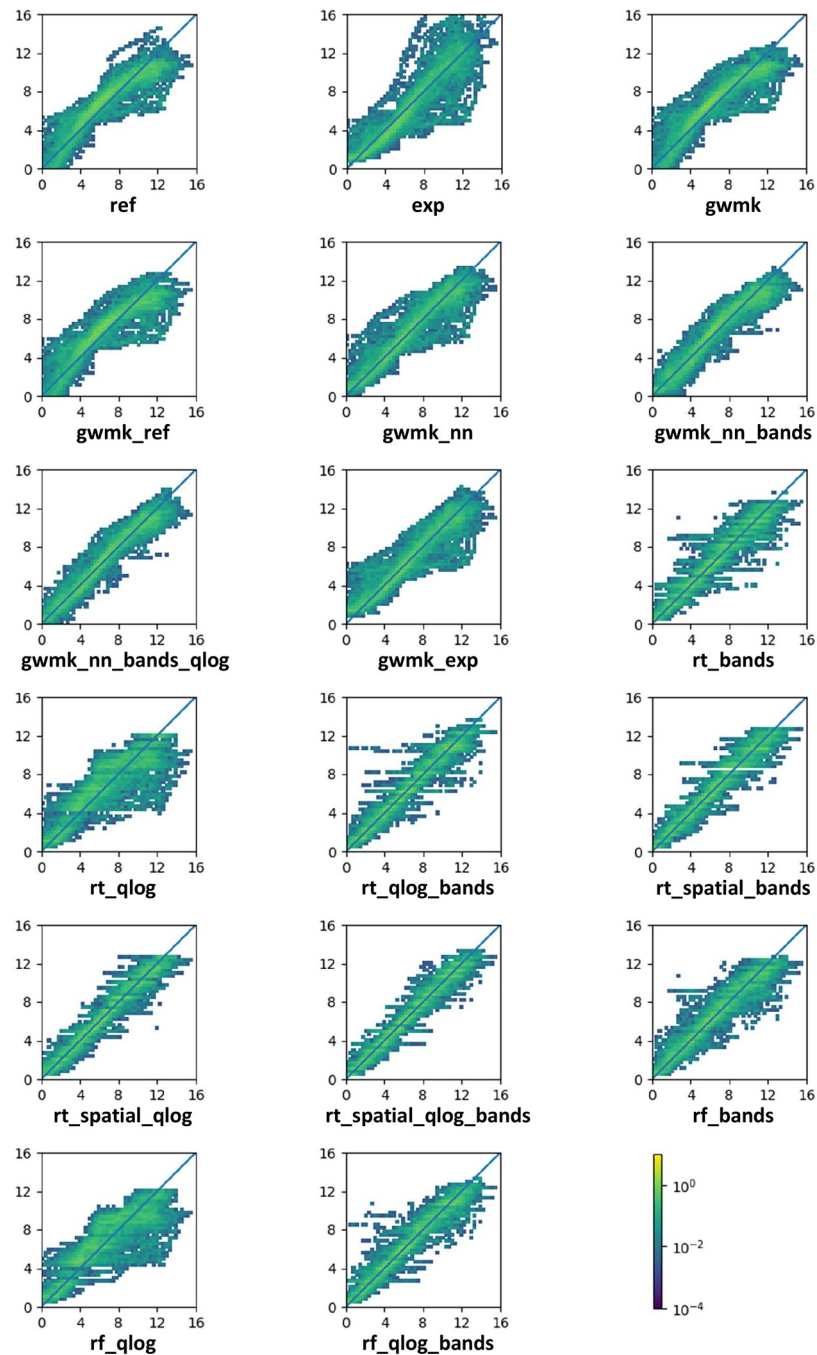 16
12
8
4
0
0 4 8 12 16
ref
16
12
8
4
0
0 4 8 12 16
exp
16
12
8
4
0
0 4 8 12 16
gwmk
16
12
8
4
0
0 4 8 12 16
gwmk_ref
16
12
8
4
0
0 4 8 12 16
gwmk_nn
16
12
8
4
0
0 4 8 12 16
gwmk_nn_bands
16
12
8
4
0
0 4 8 12 16
gwmk_nn_bands_qlog
16
12
8
4
0
0 4 8 12 16
gwmk_exp
16
12
8
4
0
0 4 8 12 16
rt_bands
16
12
8
4
0
0 4 8 12 16
rt_qlog
16
12
8
4
0
0 4 8 12 16
rt_qlog_bands
16
12
8
4
0
0 4 8 12 16
rt_spatial_bands
16
12
8
4
0
0 4 8 12 16
rt_spatial_qlog
16
12
8
4
0
0 4 8 12 16
rt_spatial_qlog_bands
16
12
8
4
0
0 4 8 12 16
rf_bands
16
12
8
4
0
0 4 8 12 16
rf_qlog
16
12
8
4
0
0 4 8 12 16
rf_qlog_bands
10⁰
10⁻²
10⁻⁴